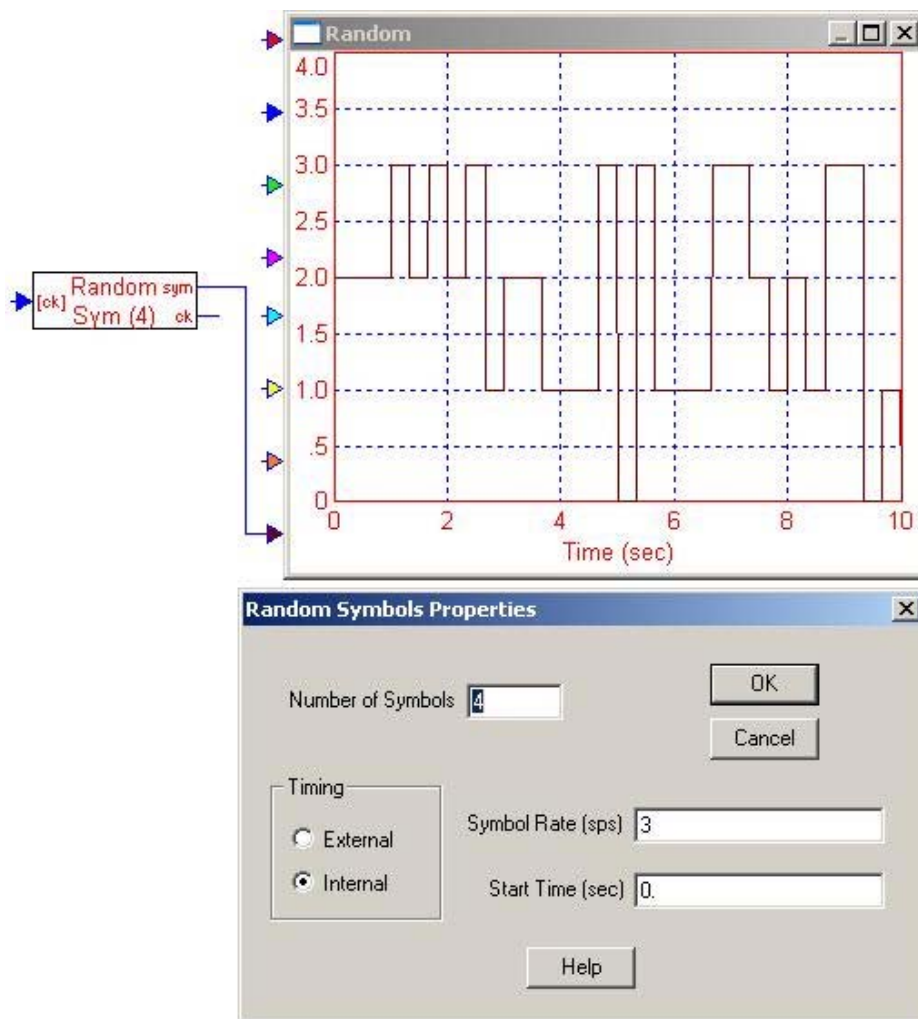 Random
4.0
3.5
3.0
2.5
2.0
1.5
1.0
.5
0
0 2 4 6 8 10
Time (sec)
[ck] Random sym
Sym (4) ck
Random Symbols Properties
Number of Symbols 4
OK
Cancel
Timing
External
Internal
Symbol Rate (sps) 3
Start Time (sec) 0.
Help